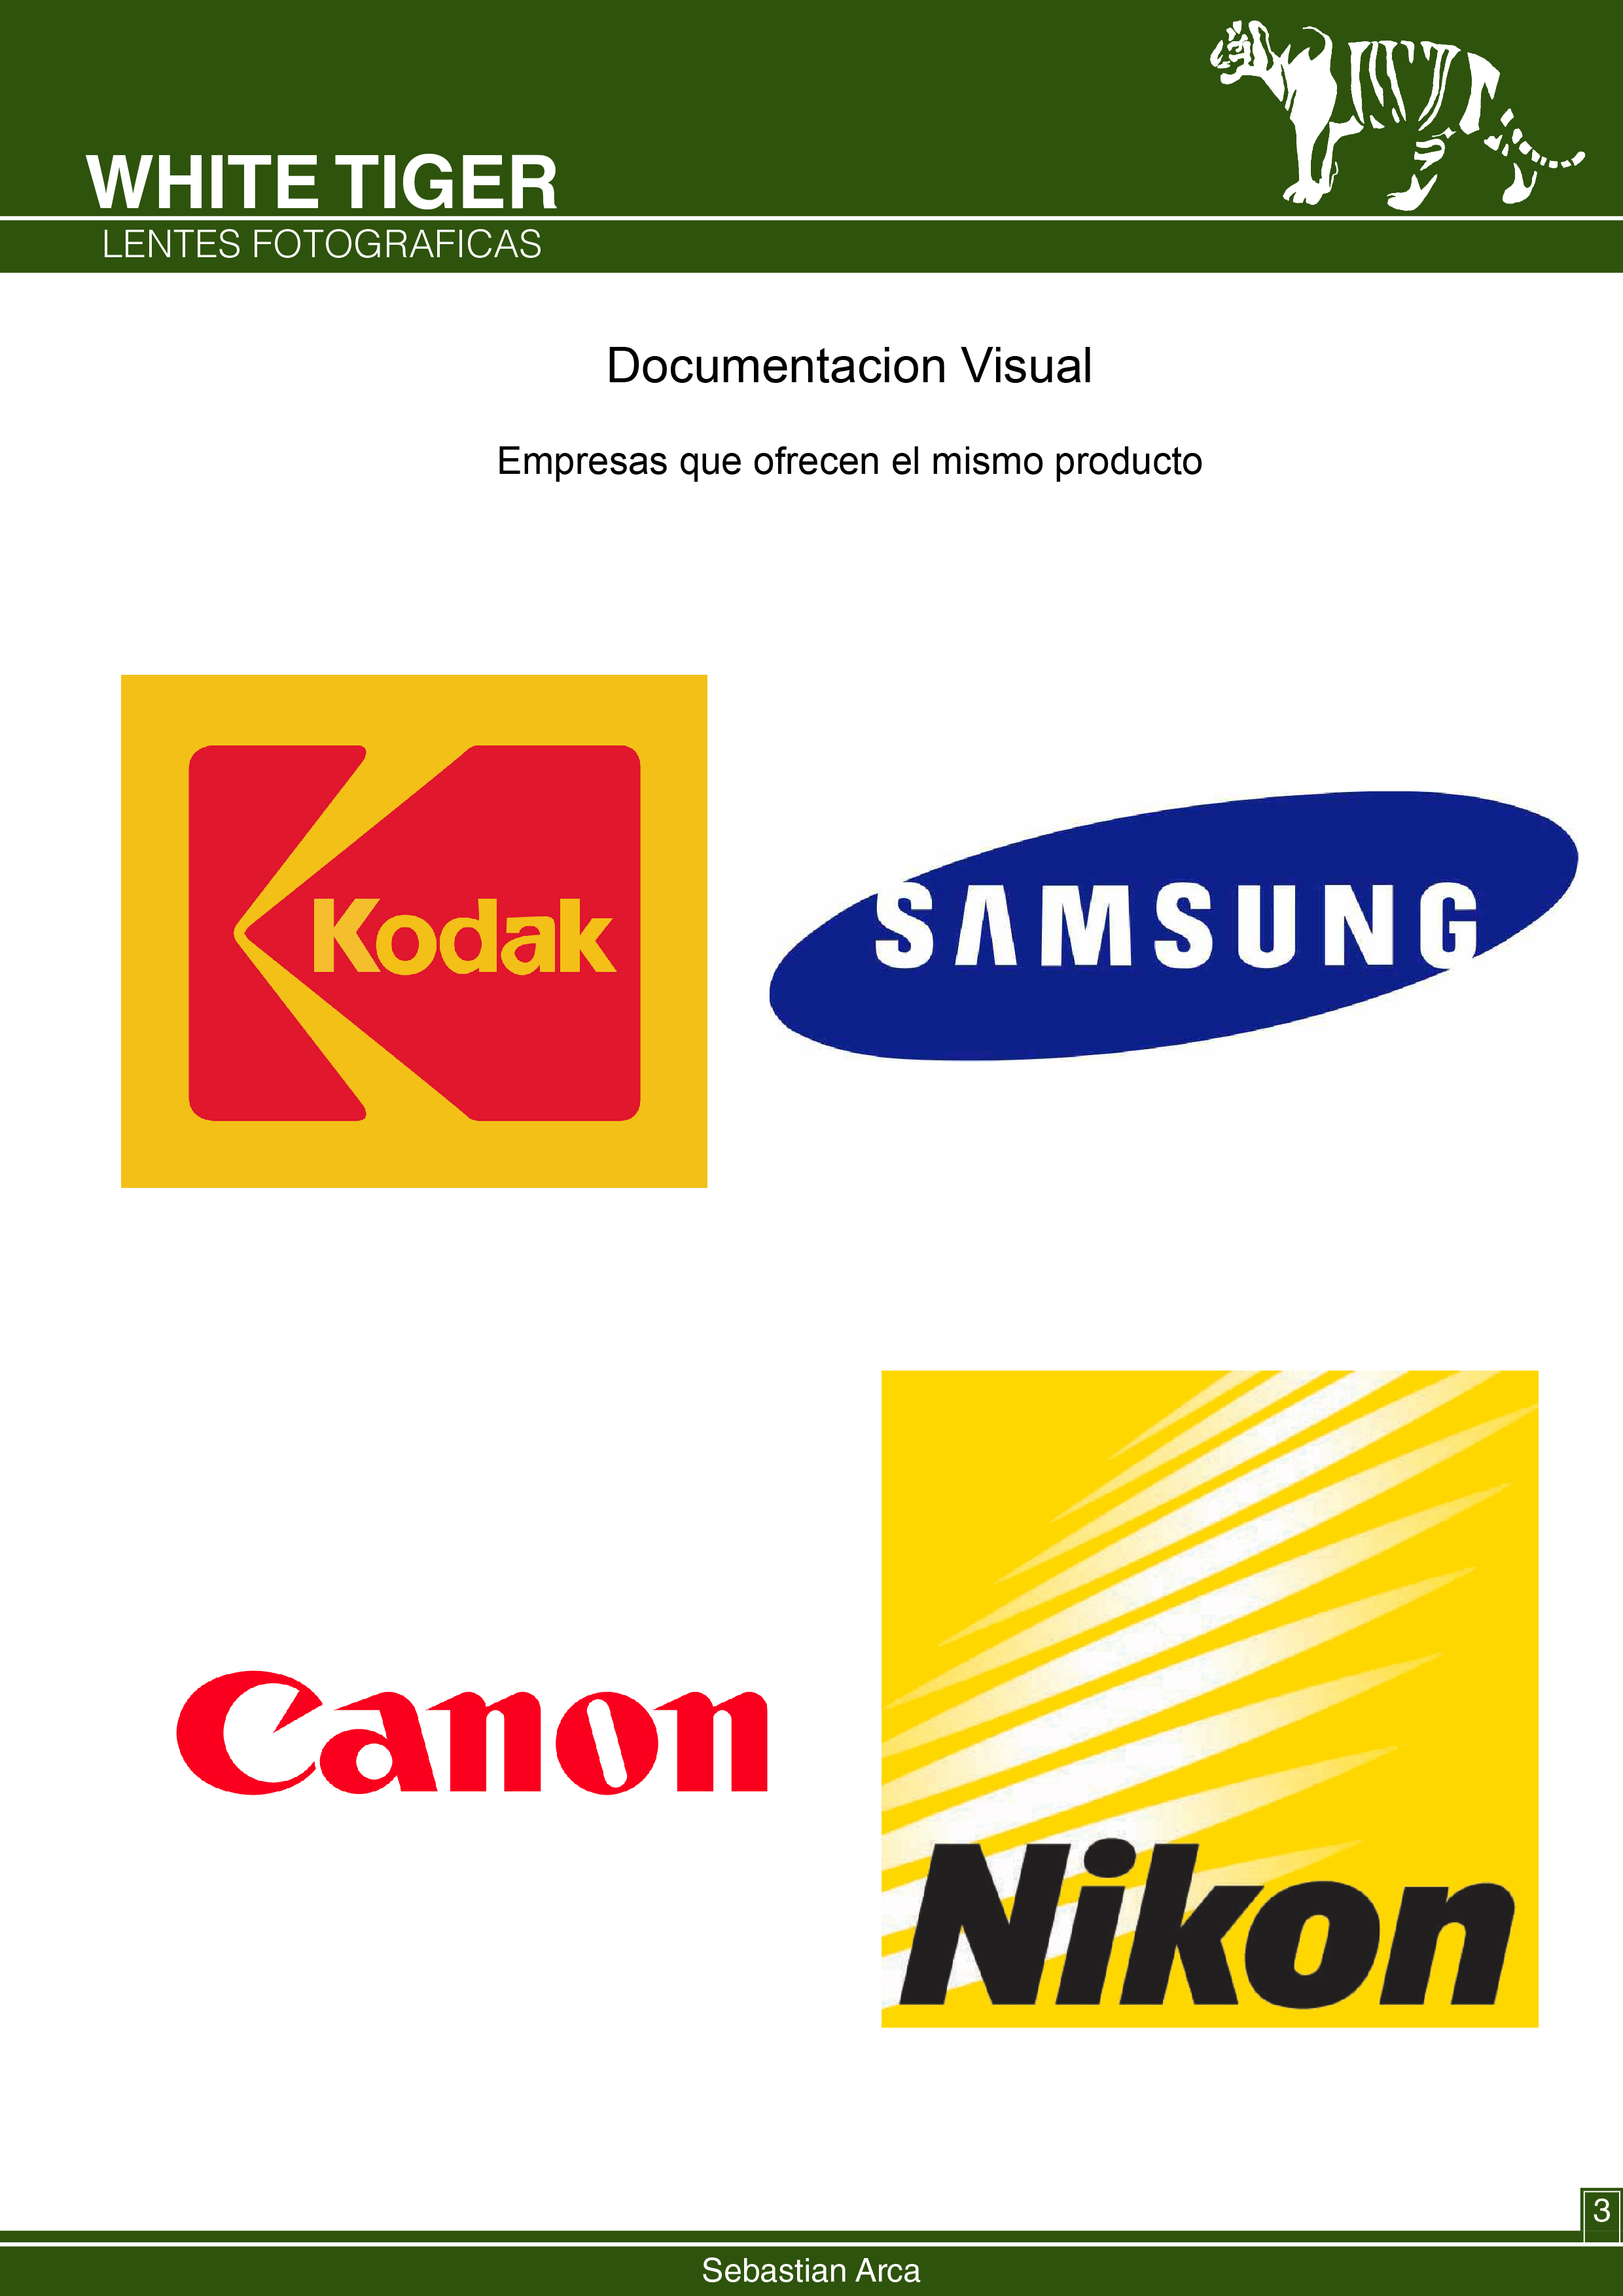 WHITE TIGER
LENTES FOTOGRAFICAS
Documentacion Visual
Empresas que ofrecen el mismo producto
Kodak
SAMSUNG
Canon
Nikon
3
Sebastian Arca